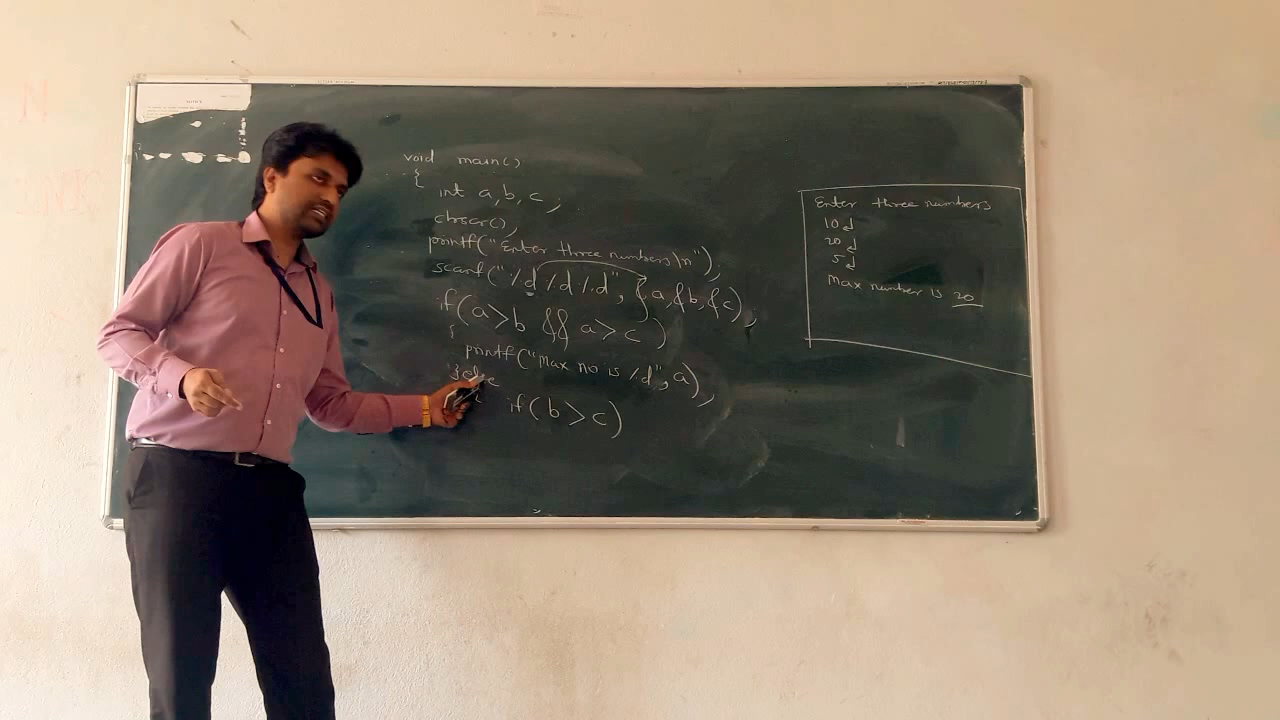 void main()
{
int a,b,c;
clrscr();
printf("Enter three numbers\n");
scanf("%d %d %d", &a,&b,&c);
if(a>b && a>c)
{
printf("Max no is %d",a);
}else
{
if(b>c)
Enter three numbers
10↲
20↲
5↲
Max number is 20